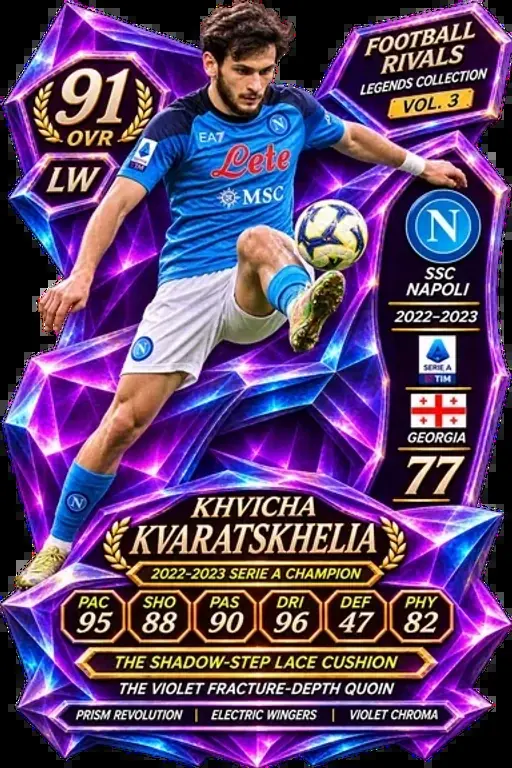 91
OVR
LW
FOOTBALL
RIVALS
LEGENDS COLLECTION
VOL. 3
EA7
N
SERIE A
TIM
Lete
MSC
N
SSC
NAPOLI
2022-2023
SERIE A
TIM
GEORGIA
77
N
N
KHVICHA
KVARATSKHELIA
2022-2023 SERIE A CHAMPION
PAC SHO PAS DRI DEF PHY
95 88 90 96 47 82
THE SHADOW-STEP LACE CUSHION
THE VIOLET FRACTURE-DEPTH QUOIN
PRISM REVOLUTION | ELECTRIC WINGERS | VIOLET CHROMA